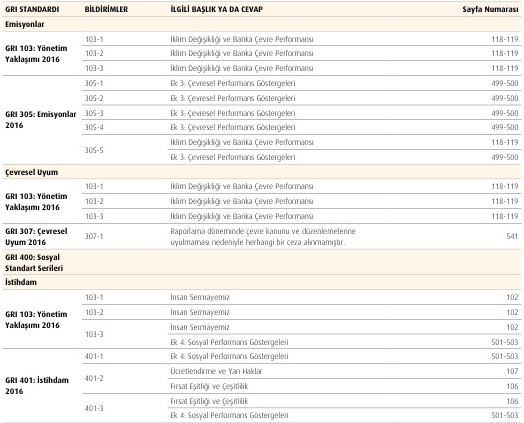 GRI STANDARDI BİLDİRİMLER İLGİLİ BAŞLIK YA DA CEVAP Sayfa Numarası
Emisyonlar
GRI 103: Yönetim Yaklaşımı 2016
103-1 İklim Değişikliği ve Banka Çevre Performansı 118-119
103-2 İklim Değişikliği ve Banka Çevre Performansı 118-119
103-3 İklim Değişikliği ve Banka Çevre Performansı 118-119
GRI 305: Emisyonlar 2016
305-1 Ek 3: Çevresel Performans Göstergeleri 499-500
305-2 Ek 3: Çevresel Performans Göstergeleri 499-500
305-3 Ek 3: Çevresel Performans Göstergeleri 499-500
305-4 Ek 3: Çevresel Performans Göstergeleri 499-500
305-5 İklim Değişikliği ve Banka Çevre Performansı 118-119
Ek 3: Çevresel Performans Göstergeleri 499-500
Çevresel Uyum
GRI 103: Yönetim Yaklaşımı 2016
103-1 İklim Değişikliği ve Banka Çevre Performansı 118-119
103-2 İklim Değişikliği ve Banka Çevre Performansı 118-119
103-3 İklim Değişikliği ve Banka Çevre Performansı 118-119
GRI 307: Çevresel Uyum 2016
307-1 Raporlama döneminde çevre kanunu ve düzenlemelerine
uyulmaması nedeniyle herhangi bir ceza alınmamıştır. 541
GRI 400: Sosyal
Standart Serileri
İstihdam
GRI 103: Yönetim Yaklaşımı 2016
103-1 İnsan Sermayemiz 102
103-2 İnsan Sermayemiz 102
103-3 İnsan Sermayemiz 102
Ek 4: Sosyal Performans Göstergeleri 501-503
GRI 401: İstihdam 2016
401-1 Ek 4: Sosyal Performans Göstergeleri 501-503
401-2 Ücretlendirme ve Yan Haklar 107
Fırsat Eşitliği ve Çeşitlilik 106
401-3 Fırsat Eşitliği ve Çeşitlilik 106
Ek 4: Sosyal Performans Göstergeleri 501-503